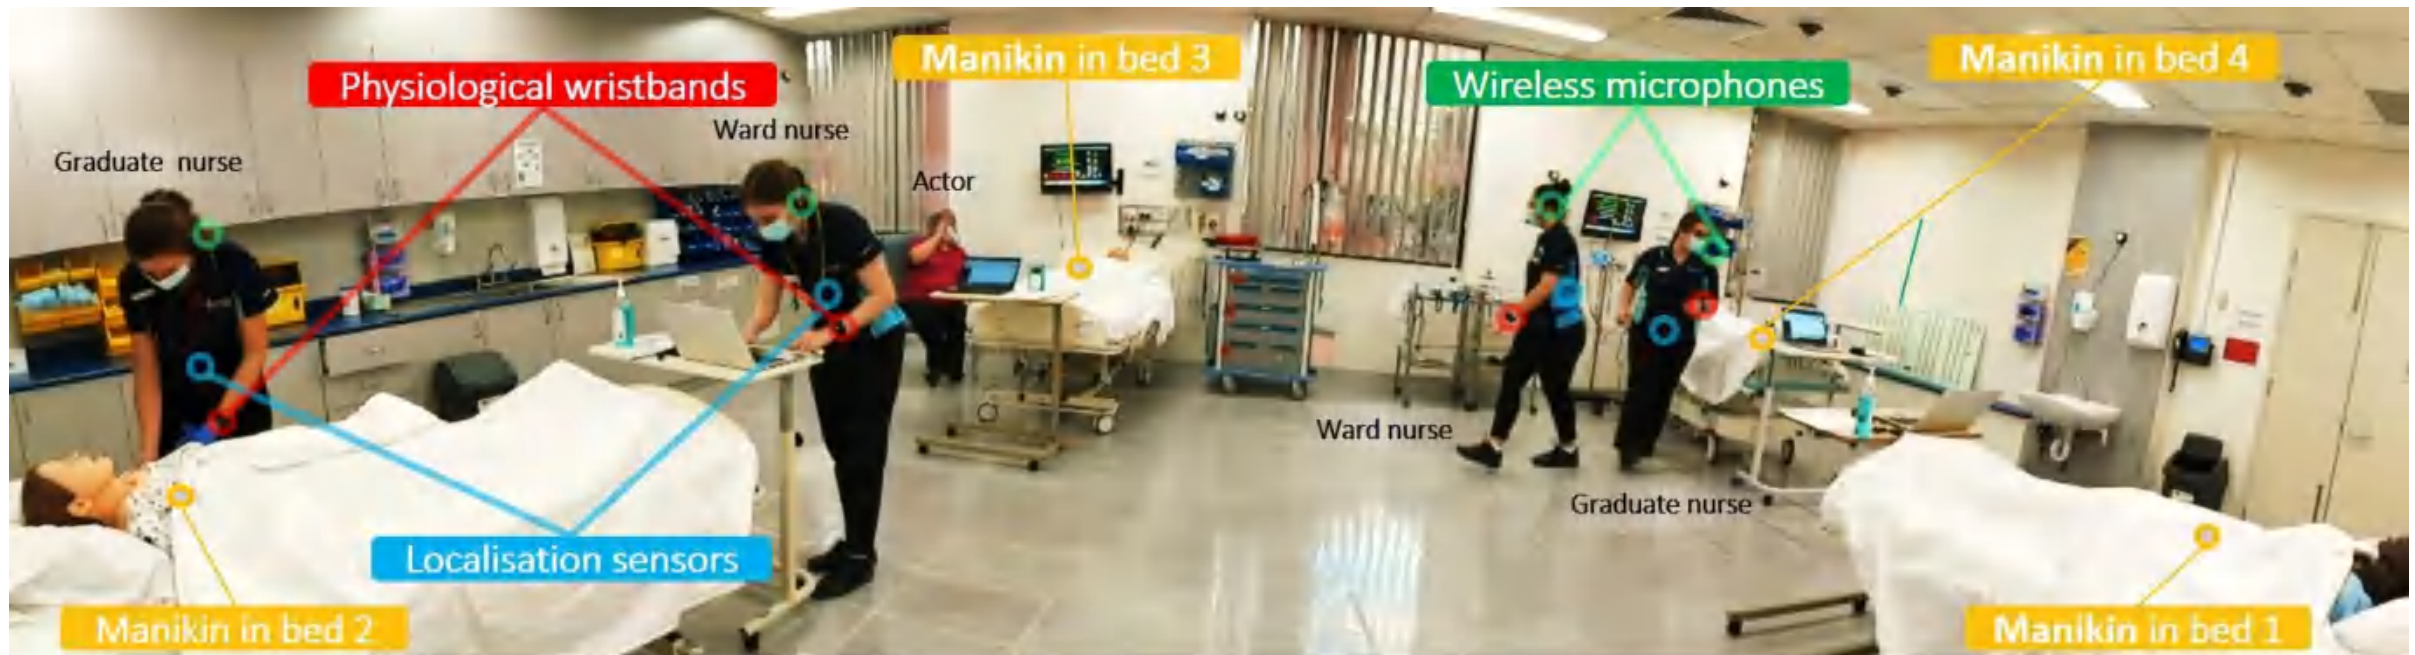 Manikin in bed 3
Manikin in bed 4
Physiological wristbands
Wireless microphones
Ward nurse
Graduate nurse
Actor
Ward nurse
Graduate nurse
Localisation sensors
Manikin in bed 2
Manikin in bed 1